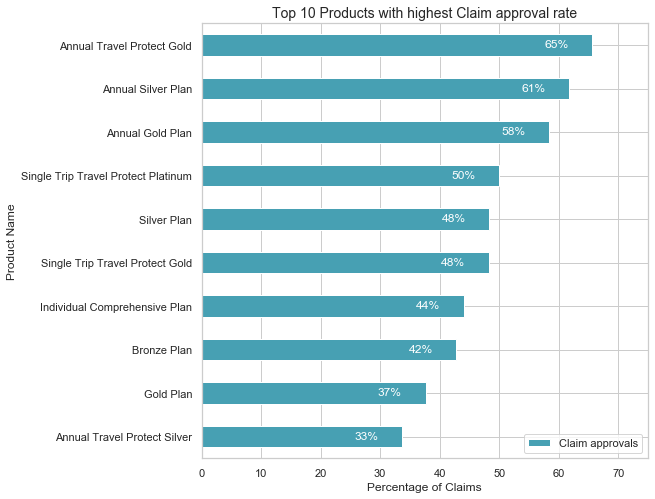 Top 10 Products with highest Claim approval rate
Annual Travel Protect Gold 65%
Annual Silver Plan 61%
Annual Gold Plan 58%
Single Trip Travel Protect Platinum 50%
Silver Plan 48%
Single Trip Travel Protect Gold 48%
Individual Comprehensive Plan 44%
Bronze Plan 42%
Gold Plan 37%
Annual Travel Protect Silver 33%
Product Name
Claim approvals
0 10 20 30 40 50 60 70
Percentage of Claims